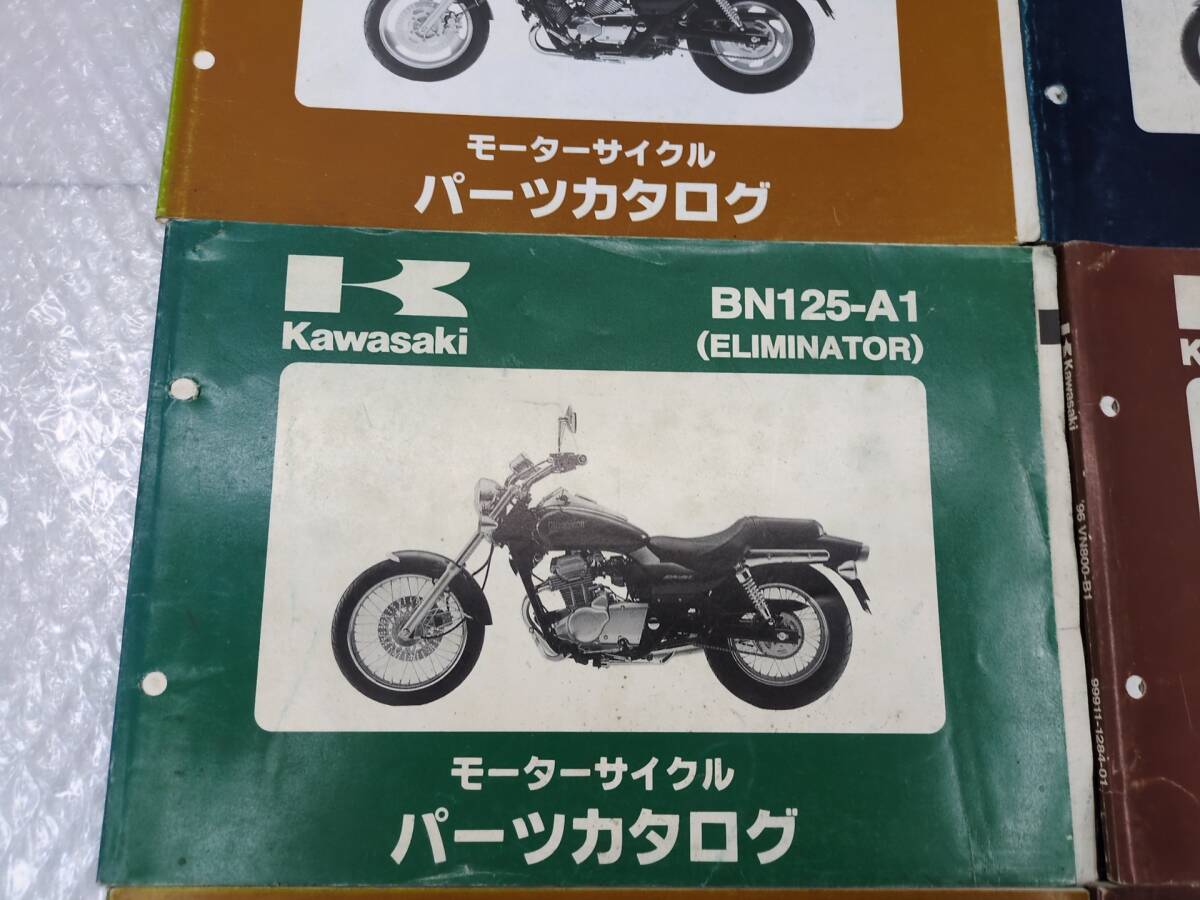 モーターサイクル
パーツカタログ
Kawasaki
BN125-A1
(ELIMINATOR)
モーターサイクル
パーツカタログ
Kawasaki
'96 VN800-B1
99911-1284-01
K